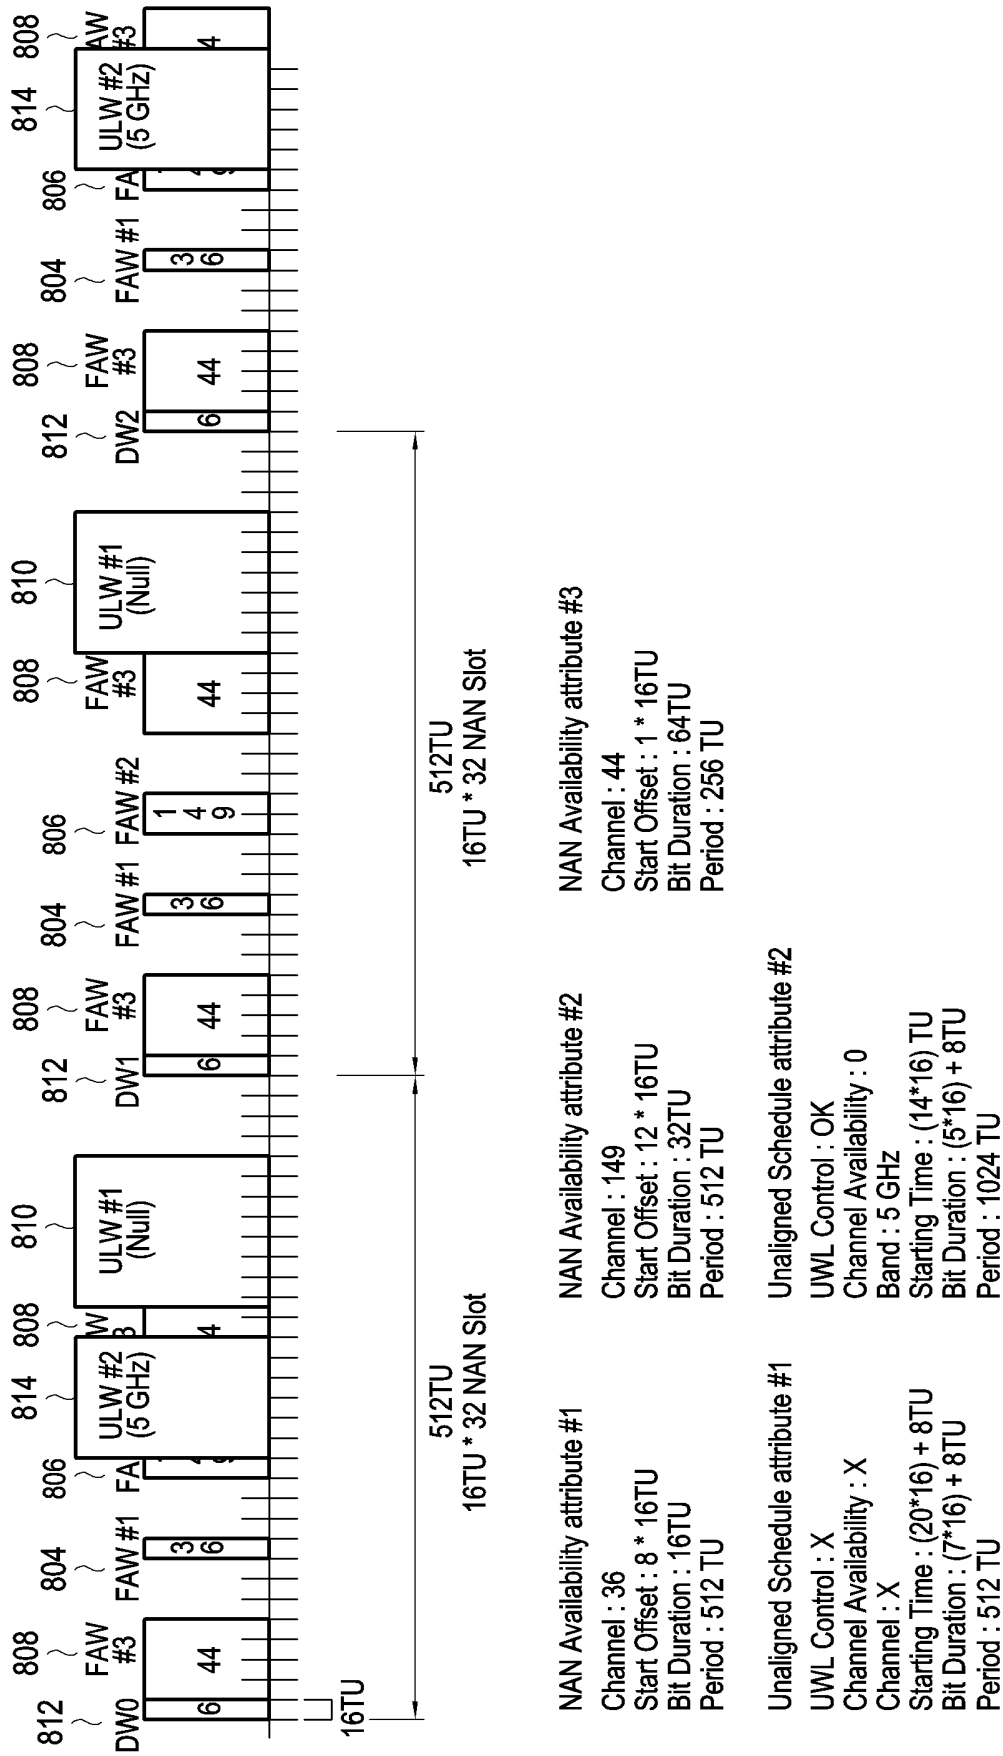 812
DW0
6
16TU
808
FAW
#3
44
804
FAW #1
3
6
806
FA
814
ULW #2
(5 GHz)
808
4
810
ULW #1
(Null)
812
DW1
6
808
FAW
#3
44
804
FAW #1
3
6
806
FAW #2
1
4
9
808
FAW
#3
44
810
ULW #1
(Null)
812
DW2
6
808
FAW
#3
44
804
FAW #1
3
6
806
FA
814
ULW #2
(5 GHz)
808
AW
#3
4
512TU
16TU * 32 NAN Slot
512TU
16TU * 32 NAN Slot
NAN Availability attribute #1
Channel : 36
Start Offset : 8 * 16TU
Bit Duration : 16TU
Period : 512 TU
NAN Availability attribute #2
Channel : 149
Start Offset : 12 * 16TU
Bit Duration : 32TU
Period : 512 TU
NAN Availability attribute #3
Channel : 44
Start Offset : 1 * 16TU
Bit Duration : 64TU
Period : 256 TU
Unaligned Schedule attribute #1
UWL Control : X
Channel Availability : X
Channel : X
Starting Time : (20*16) + 8TU
Bit Duration : (7*16) + 8TU
Period : 512 TU
Unaligned Schedule attribute #2
UWL Control : OK
Channel Availability : 0
Band : 5 GHz
Starting Time : (14*16) TU
Bit Duration : (5*16) + 8TU
Period : 1024 TU